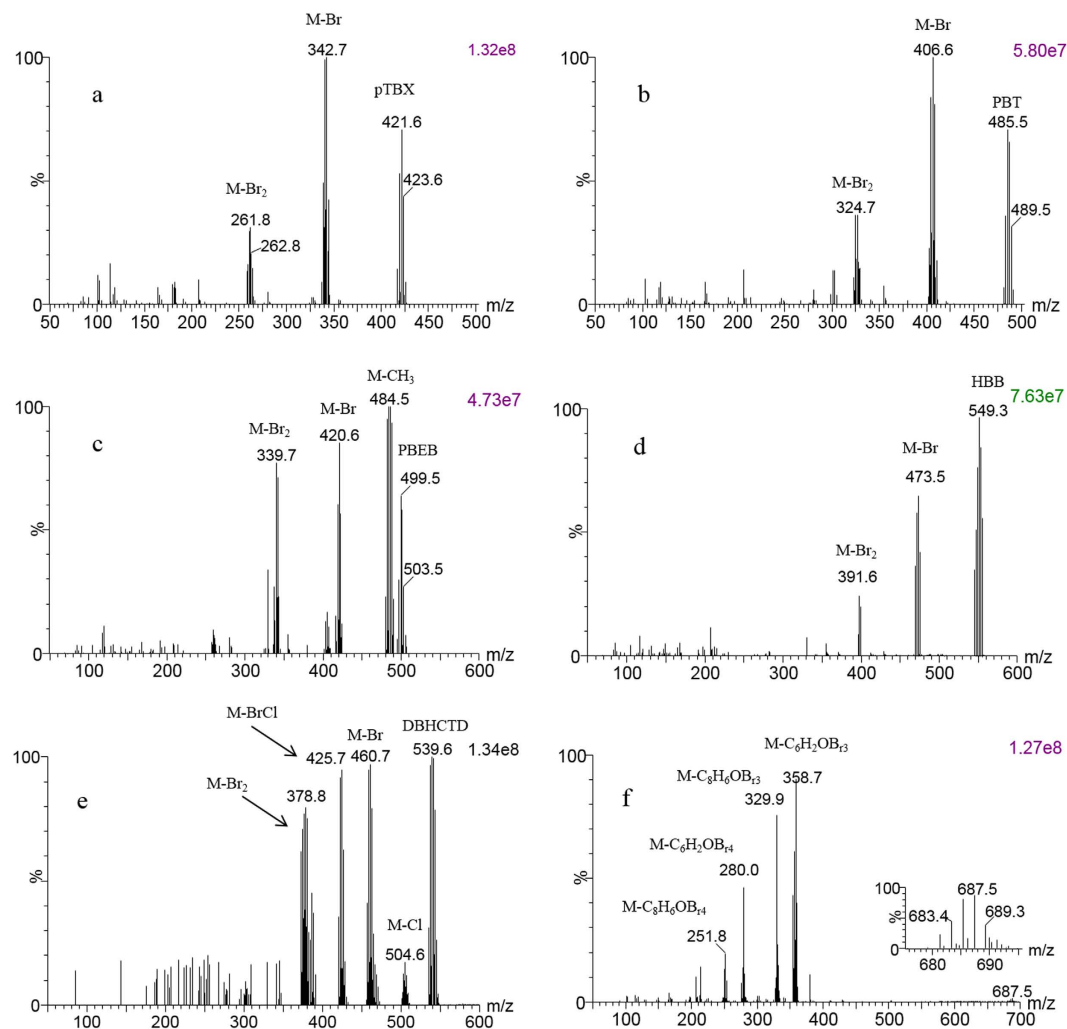 M-Br
342.7
1.32e8
100
a
pTBX
421.6
423.6
M-Br₂
261.8
262.8
%
0
50 100 150 200 250 300 350 400 450 500
m/z
M-Br
406.6
5.80e7
100
b
PBT
485.5
489.5
M-Br₂
324.7
%
0
50 100 150 200 250 300 350 400 450 500
m/z
M-CH₃
484.5
4.73e7
100
c
M-Br
420.6
M-Br₂
339.7
PBEB
499.5
503.5
%
0
100 200 300 400 500 600
m/z
HBB
549.3
7.63e7
100
d
M-Br
473.5
M-Br₂
391.6
%
0
100 200 300 400 500 600
m/z
M-BrCl
425.7
M-Br
460.7
DBHCTD
539.6
1.34e8
100
e
M-Br₂
378.8
M-Cl
504.6
%
0
100 150 200 250 300 350 400 450 500 550 600
m/z
M-C₆H₂OBr₃
358.7
1.27e8
100
f
M-C₈H₆OBr₃
329.9
M-C₆H₂OBr₄
280.0
M-C₈H₆OBr₄
251.8
%
0
100 200 300 400 500 600 700
m/z
100
%
0
683.4
687.5
689.3
680 690
m/z
687.5